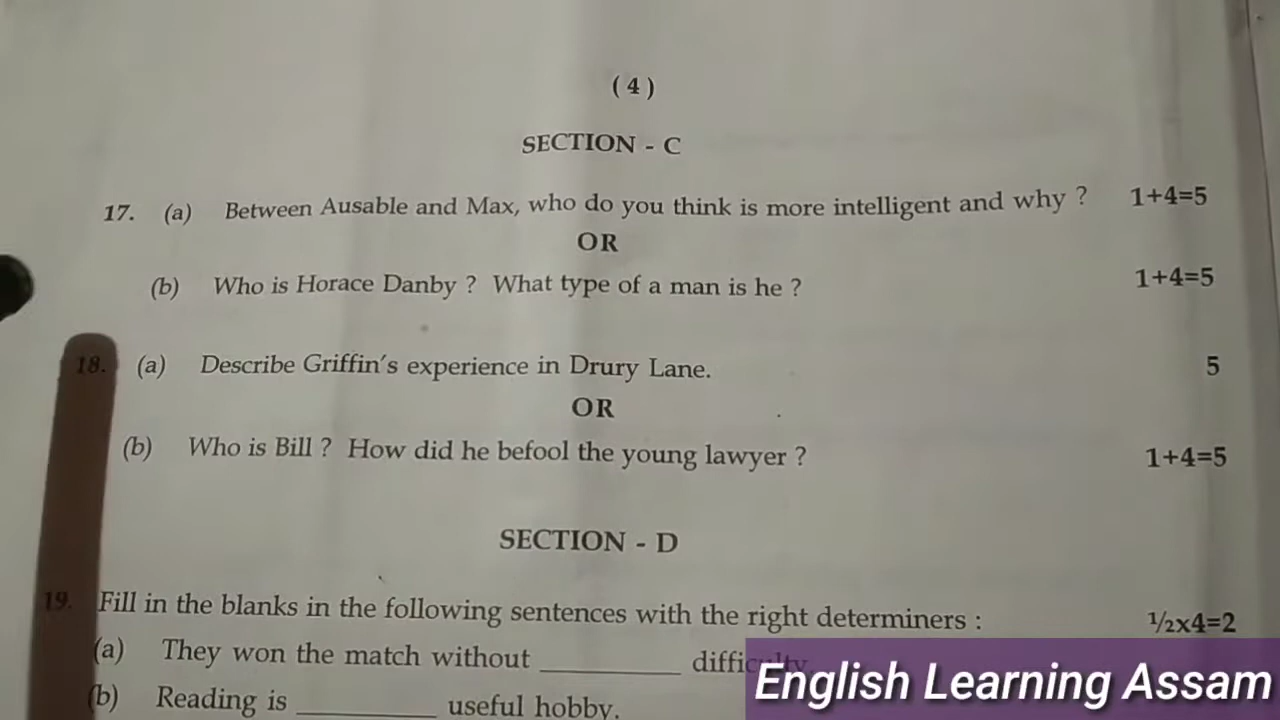 ( 4 )
SECTION - C
17. (a) Between Ausable and Max, who do you think is more intelligent and why ? 1+4=5
OR
(b) Who is Horace Danby ? What type of a man is he ? 1+4=5
18. (a) Describe Griffin's experience in Drury Lane. 5
OR
(b) Who is Bill ? How did he befool the young lawyer ? 1+4=5
SECTION - D
19. Fill in the blanks in the following sentences with the right determiners : ½x4=2
(a) They won the match without ________ difficulty.
(b) Reading is ________ useful hobby.
English Learning Assam